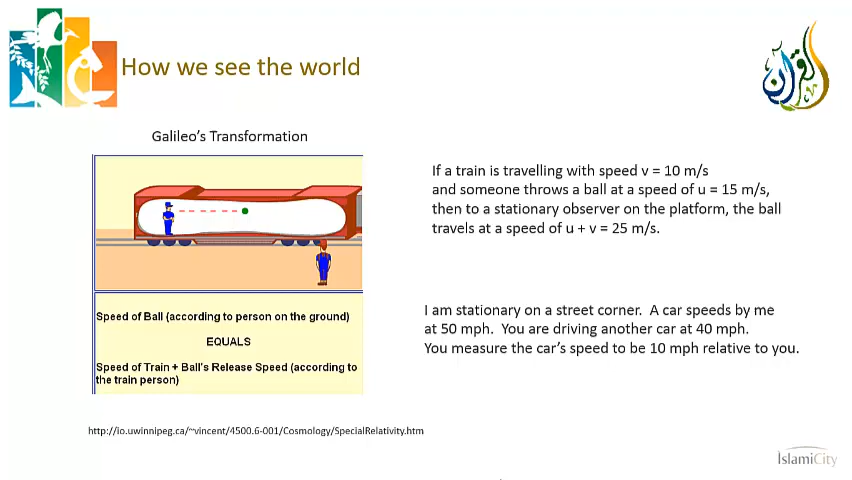 How we see the world
القرآن
Galileo's Transformation
If a train is travelling with speed v = 10 m/s
and someone throws a ball at a speed of u = 15 m/s,
then to a stationary observer on the platform, the ball
travels at a speed of u + v = 25 m/s.
Speed of Ball (according to person on the ground)
EQUALS
Speed of Train + Ball's Release Speed (according to
the train person)
I am stationary on a street corner. A car speeds by me
at 50 mph. You are driving another car at 40 mph.
You measure the car's speed to be 10 mph relative to you.
http://io.uwinnipeg.ca/~vincent/4500.6-001/Cosmology/SpecialRelativity.htm
IslamiCity